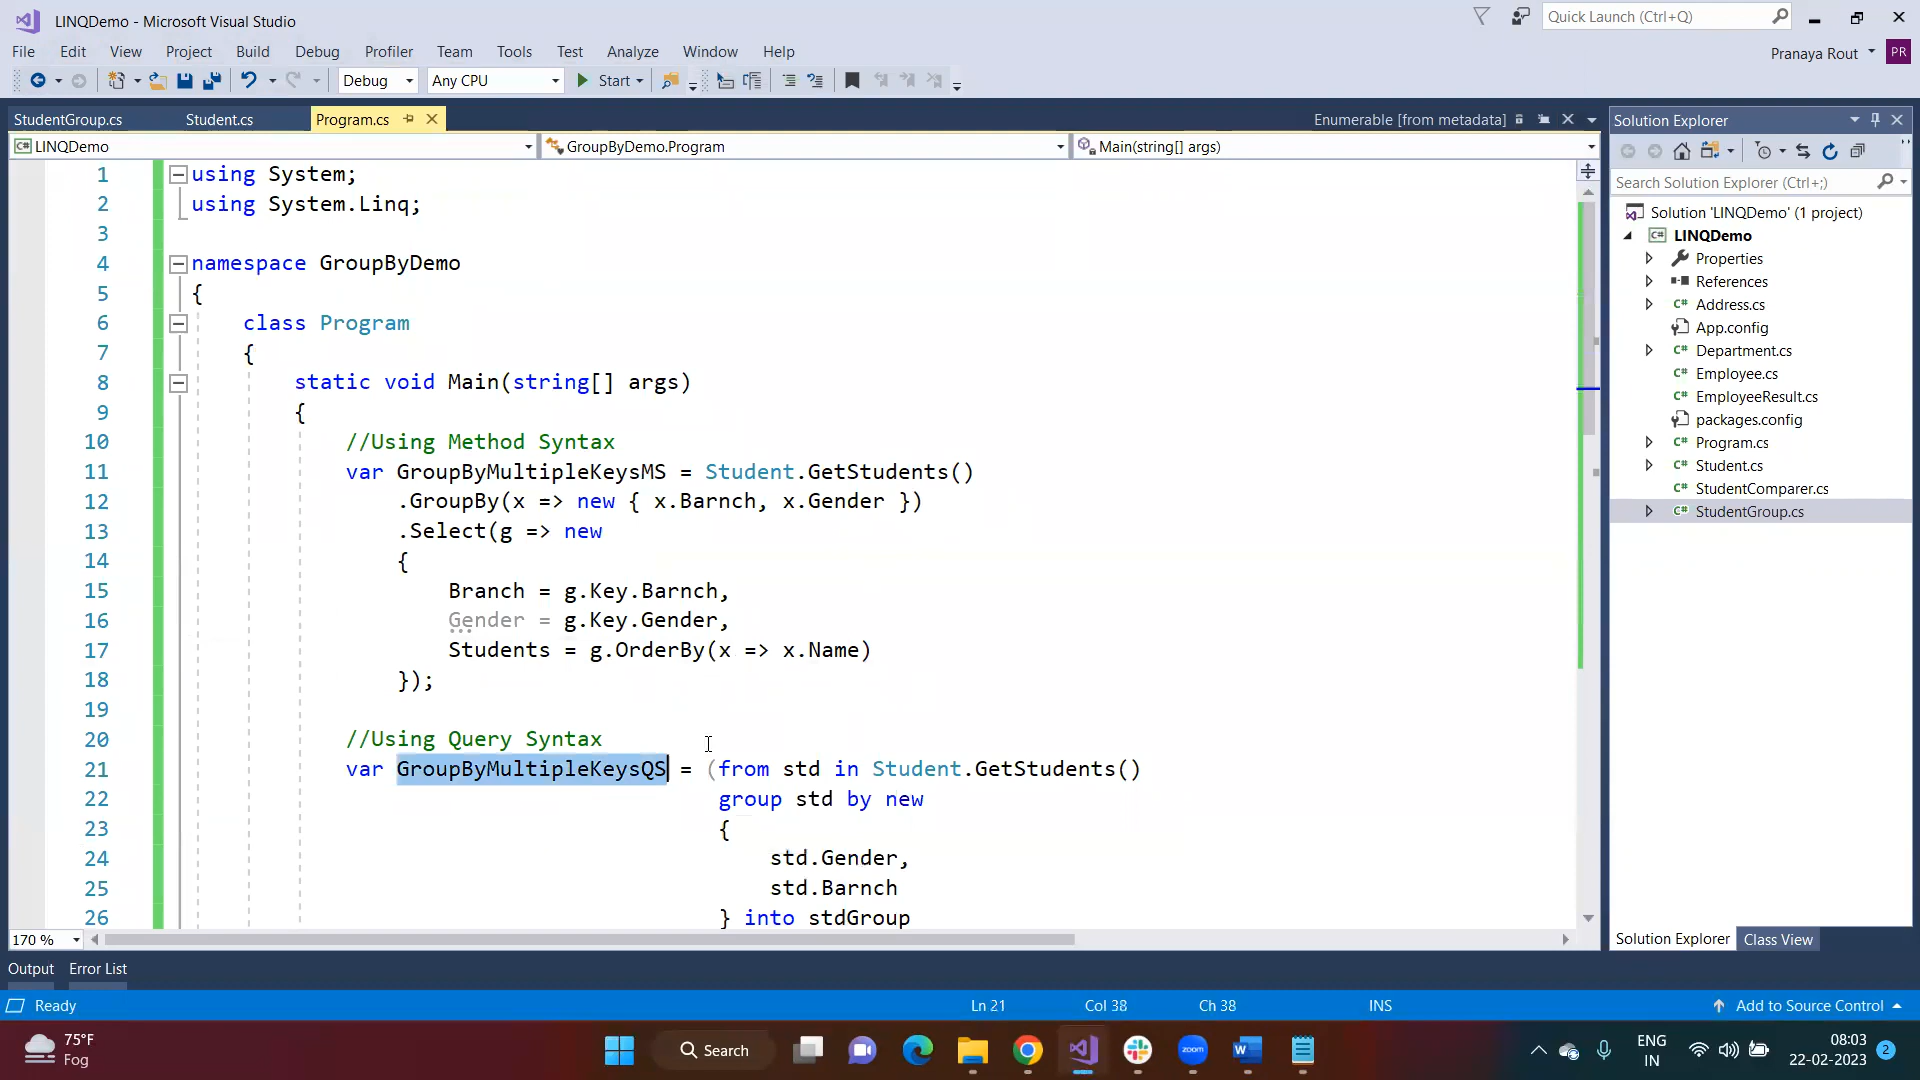 LINQDemo - Microsoft Visual Studio
Quick Launch (Ctrl+Q)
File Edit View Project Build Debug Profiler Team Tools Test Analyze Window Help
Pranaya Rout PR
Debug Any CPU Start
StudentGroup.cs Student.cs Program.cs Enumerable [from metadata]
LINQDemo GroupByDemo.Program Main(string[] args)
1 using System;
2 using System.Linq;
3
4 namespace GroupByDemo
5 {
6 class Program
7 {
8 static void Main(string[] args)
9 {
10 //Using Method Syntax
11 var GroupByMultipleKeysMS = Student.GetStudents()
12 .GroupBy(x => new { x.Barnch, x.Gender })
13 .Select(g => new
14 {
15 Branch = g.Key.Barnch,
16 Gender = g.Key.Gender,
17 Students = g.OrderBy(x => x.Name)
18 });
19
20 //Using Query Syntax
21 var GroupByMultipleKeysQS = (from std in Student.GetStudents()
22 group std by new
23 {
24 std.Gender,
25 std.Barnch
26 } into stdGroup
170 %
Solution Explorer
Search Solution Explorer (Ctrl+;)
Solution 'LINQDemo' (1 project)
LINQDemo
Properties
References
Address.cs
App.config
Department.cs
Employee.cs
EmployeeResult.cs
packages.config
Program.cs
Student.cs
StudentComparer.cs
StudentGroup.cs
Solution Explorer Class View
Output Error List
Ready Ln 21 Col 38 Ch 38 INS Add to Source Control
75°F
Fog
Search
zoom
ENG
IN
08:03
22-02-2023
2